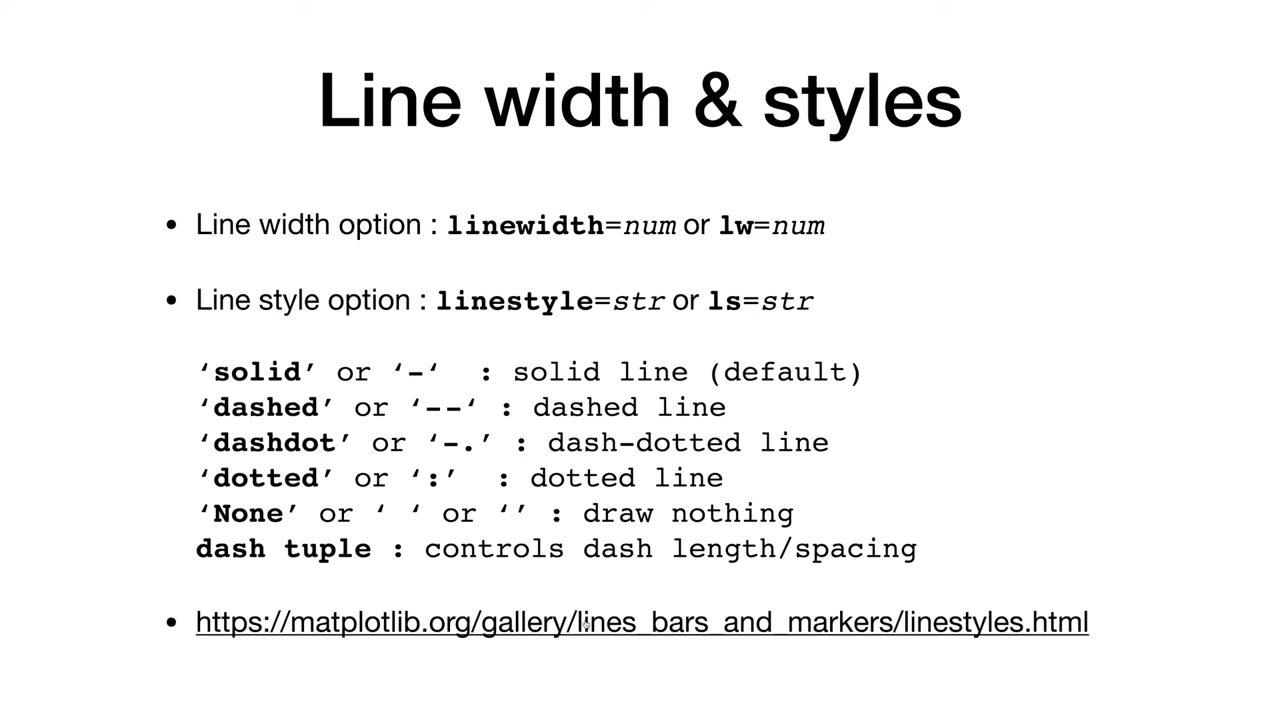 Line width & styles
• Line width option : linewidth=num or lw=num
• Line style option : linestyle=str or ls=str
‘solid’ or ‘-‘ : solid line (default)
‘dashed’ or ‘--‘ : dashed line
‘dashdot’ or ‘-.’ : dash-dotted line
‘dotted’ or ‘:’ : dotted line
‘None’ or ‘ ‘ or ‘’ : draw nothing
dash tuple : controls dash length/spacing
• https://matplotlib.org/gallery/lines_bars_and_markers/linestyles.html